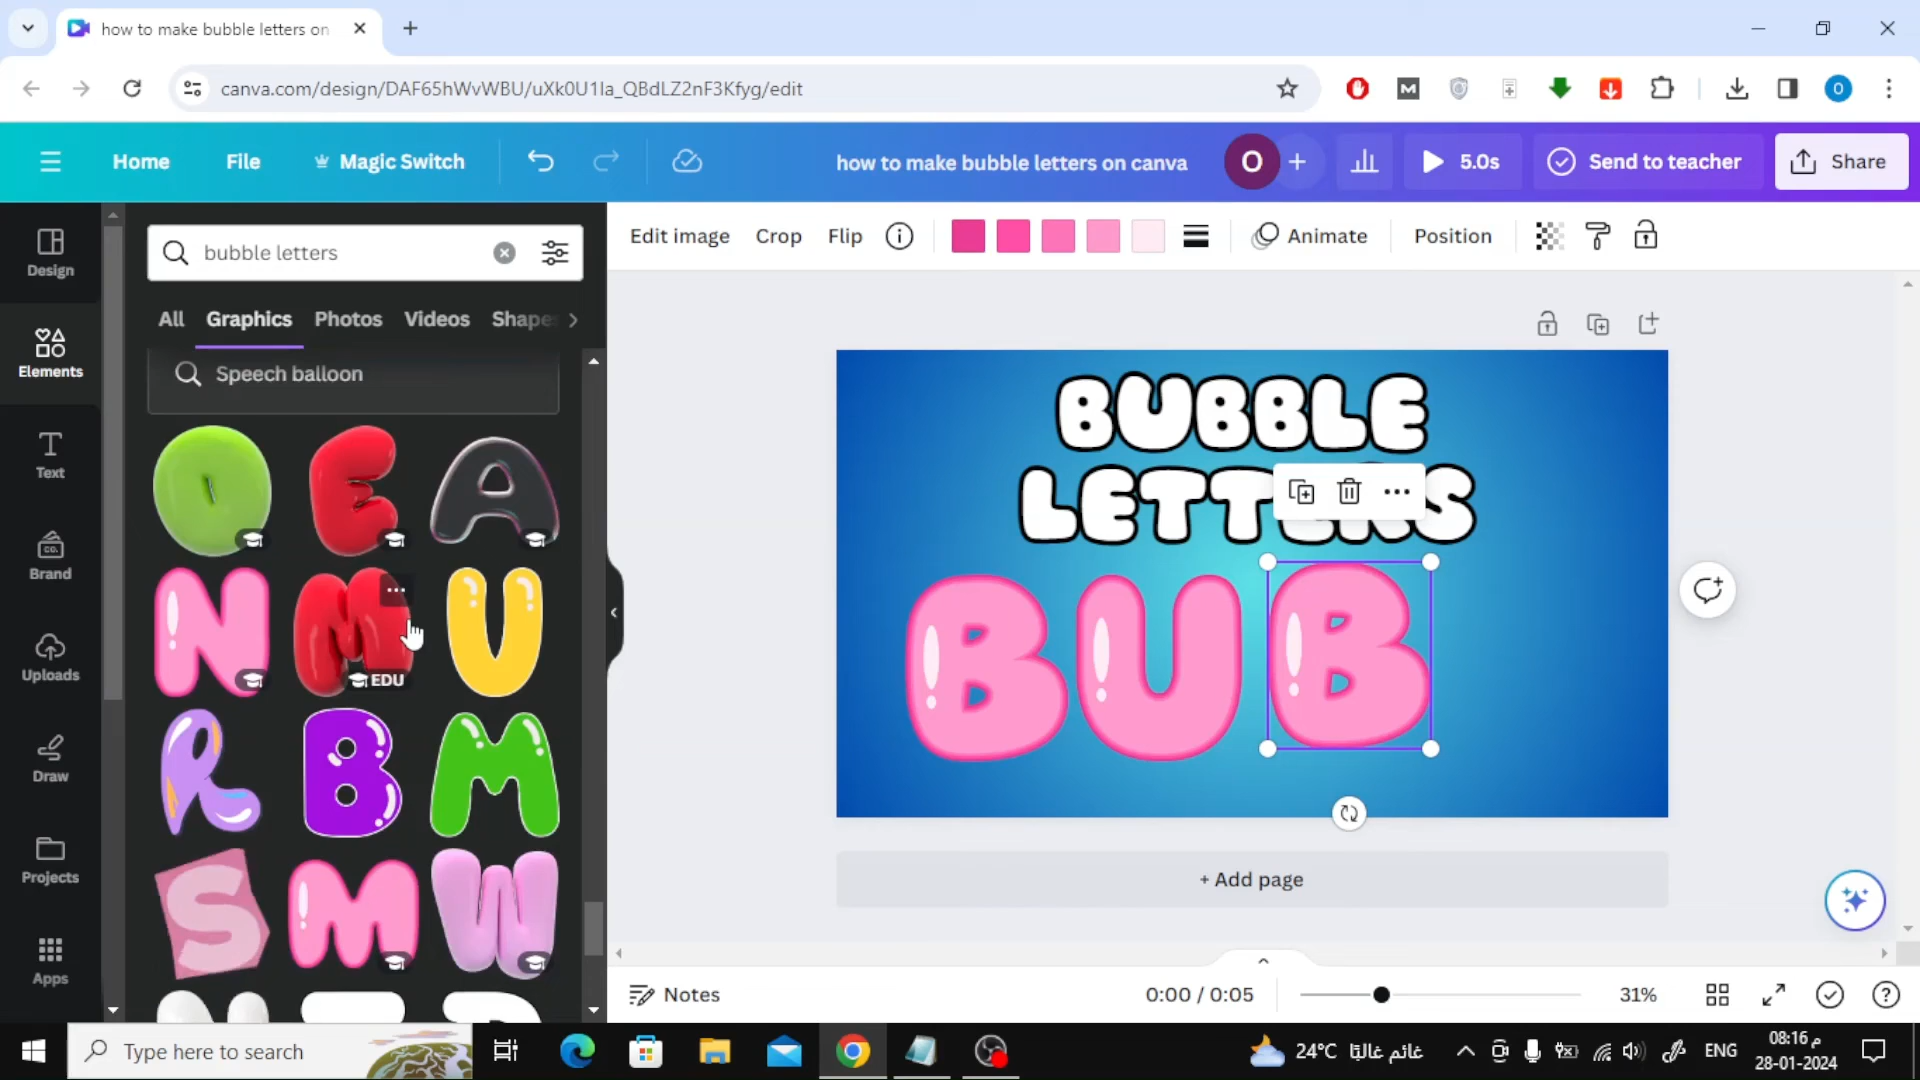 how to make bubble letters on
canva.com/design/DAF65hWvWBU/uXk0U1Ia_QBdLZ2nF3Kfyg/edit
Home
File
Magic Switch
how to make bubble letters on canva
O
5.0s
Send to teacher
Share
Design
Elements
Text
Brand
Uploads
Draw
Projects
Apps
bubble letters
All Graphics Photos Videos Shapes
Speech balloon
O E A
N M U
EDU
R B M
S M W
Edit image
Crop
Flip
Animate
Position
BUBBLE
LETTERS
BUB
+ Add page
Notes
0:00 / 0:05
31%
Type here to search
24°C غائم غالبًا
ENG
08:16 م
28-01-2024